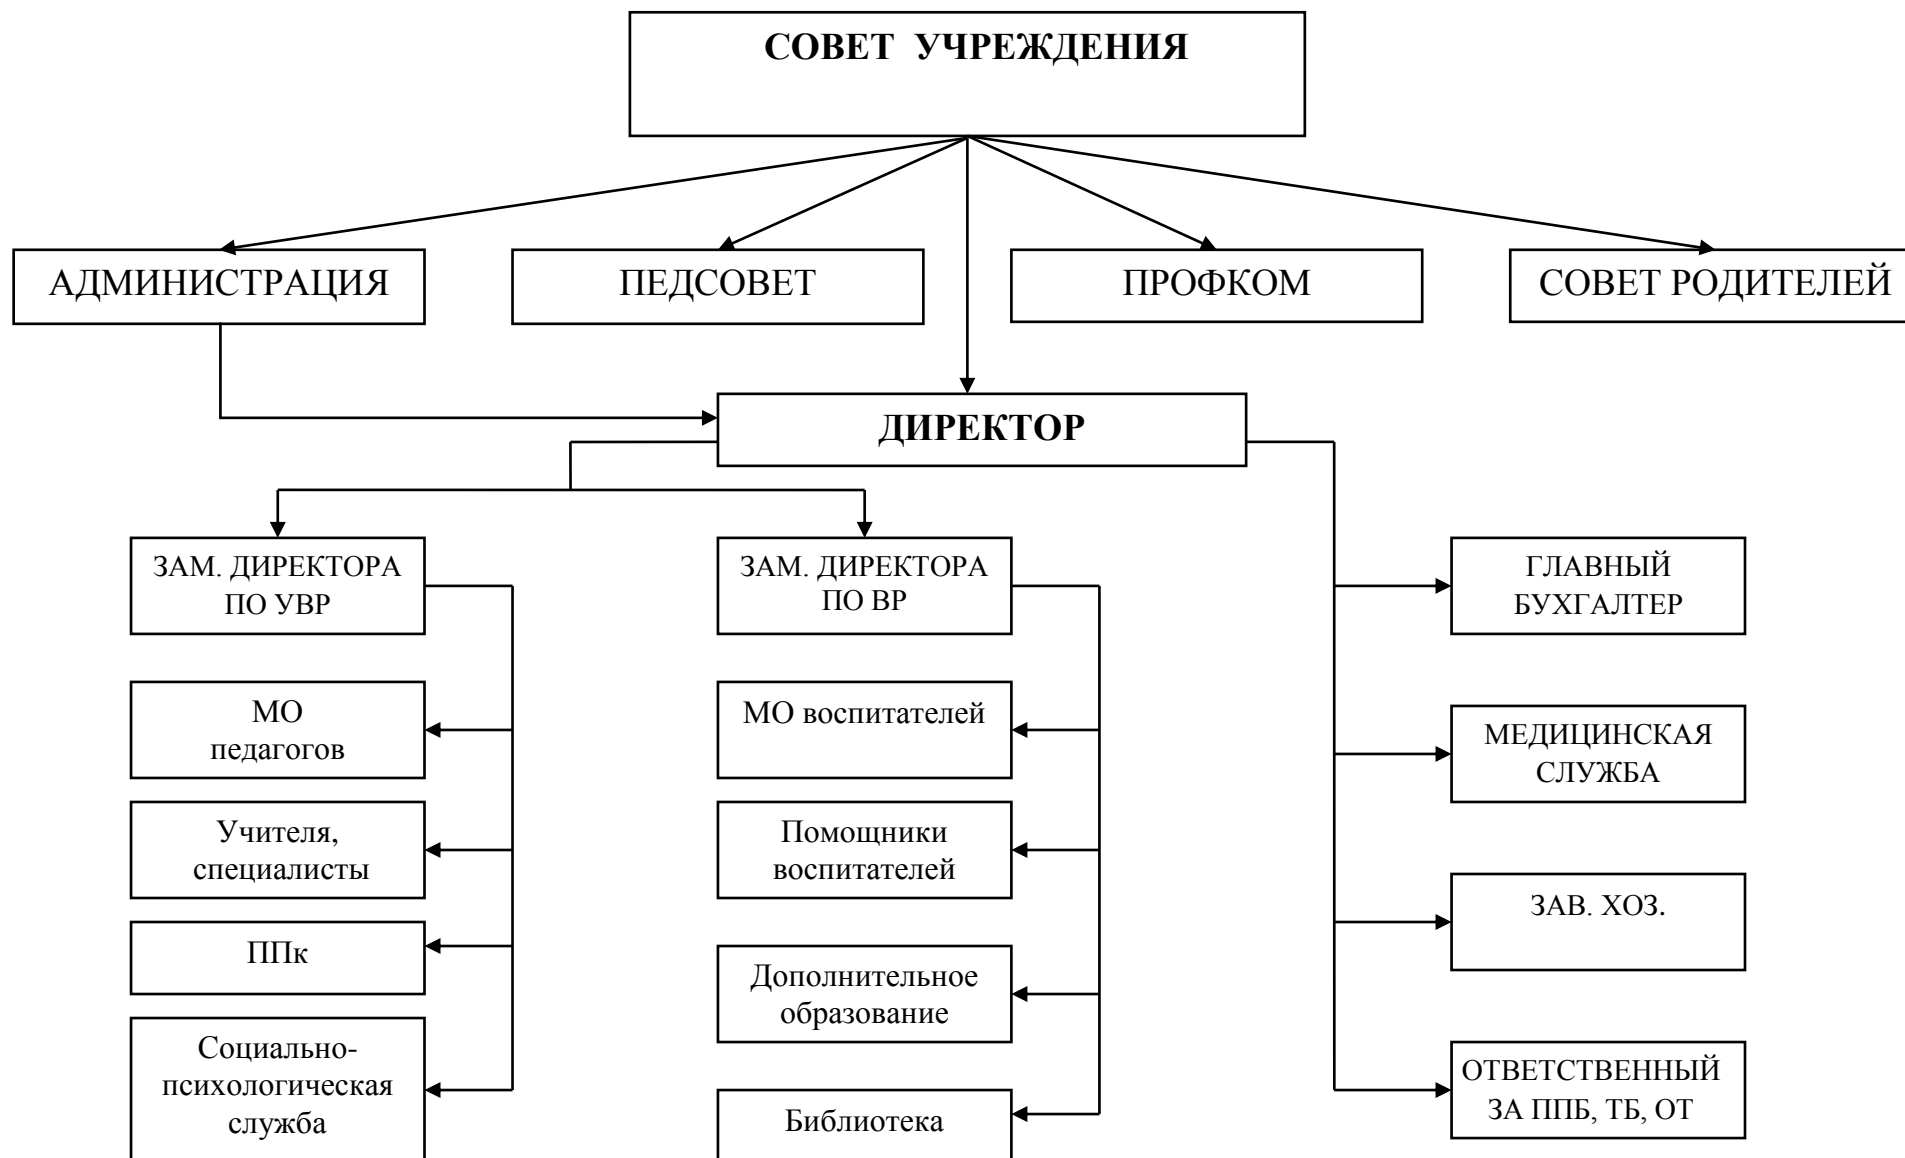 СОВЕТ УЧРЕЖДЕНИЯ
АДМИНИСТРАЦИЯ
ПЕДСОВЕТ
ПРОФКОМ
СОВЕТ РОДИТЕЛЕЙ
ДИРЕКТОР
ЗАМ. ДИРЕКТОРА
ПО УВР
ЗАМ. ДИРЕКТОРА
ПО ВР
ГЛАВНЫЙ
БУХГАЛТЕР
МО
педагогов
МО воспитателей
МЕДИЦИНСКАЯ
СЛУЖБА
Учителя,
специалисты
Помощники
воспитателей
ЗАВ. ХОЗ.
ППк
Дополнительное
образование
Социально-
психологическая
служба
Библиотека
ОТВЕТСТВЕННЫЙ
ЗА ППБ, ТБ, ОТ